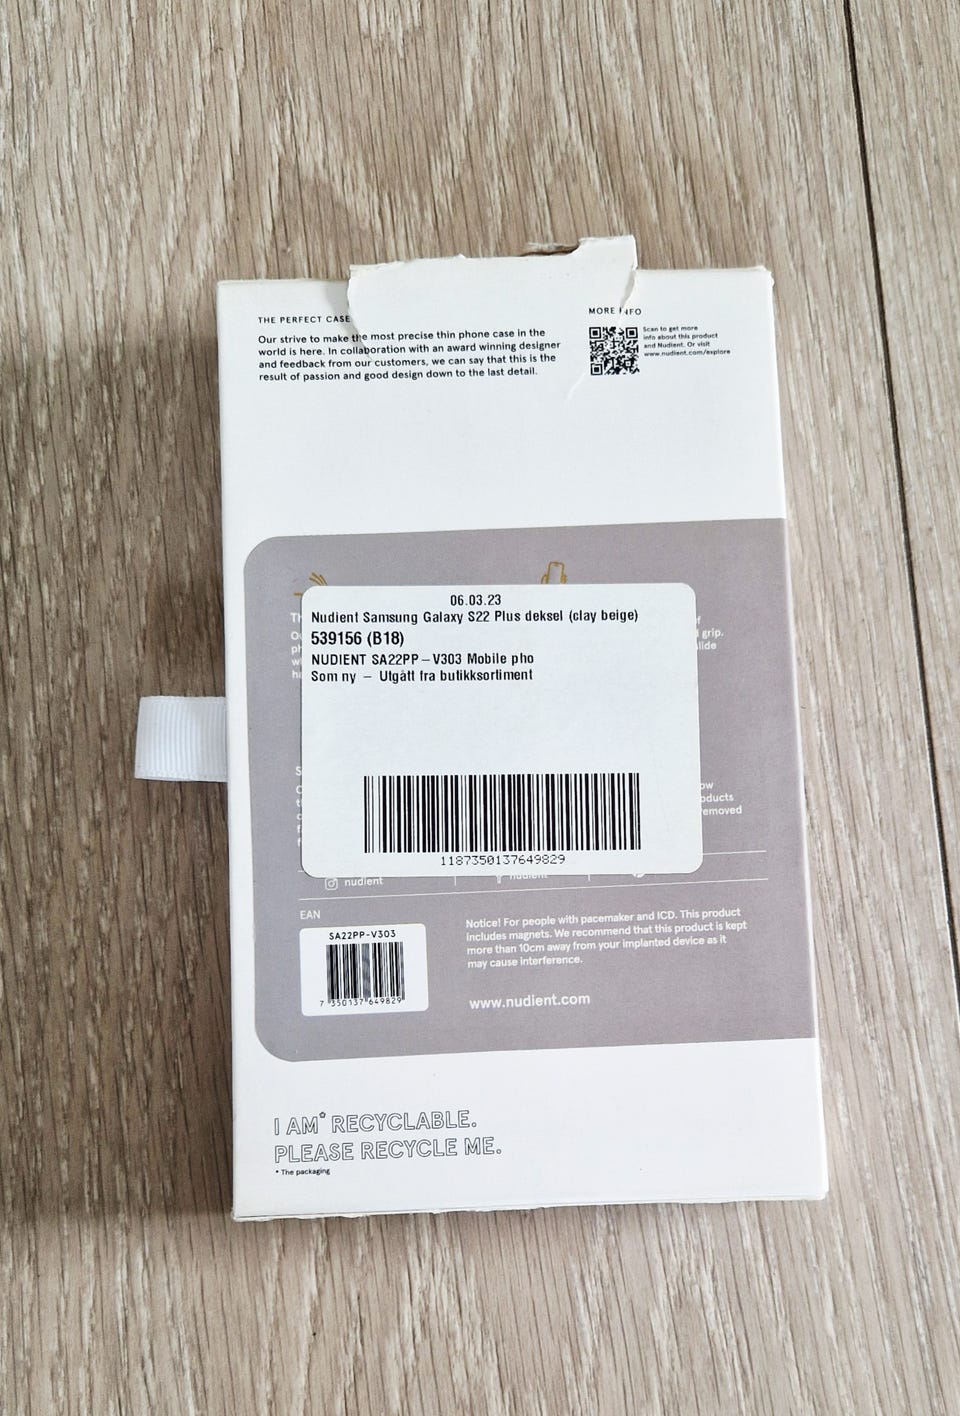 THE PERFECT CASE
Our strive to make the most precise thin phone case in the
world is here. In collaboration with an award winning designer
and feedback from our customers, we can say that this is the
result of passion and good design down to the last detail.
MORE INFO
Scan to get more
info about this product
and Nudient. Or visit
www.nudient.com/explore
06.03.23
Nudient Samsung Galaxy S22 Plus deksel (clay beige)
539156 (B18)
NUDIENT SA22PP-V303 Mobile pho
Som ny - Utgått fra butikksortiment
1187350137649829
grip.
nudient
nudient
EAN
SA22PP-V303
7 350137 649829
Notice! For people with pacemaker and ICD. This product
includes magnets. We recommend that this product is kept
more than 10cm away from your implanted device as it
may cause interference.
www.nudient.com
I AM* RECYCLABLE.
PLEASE RECYCLE ME.
* The packaging